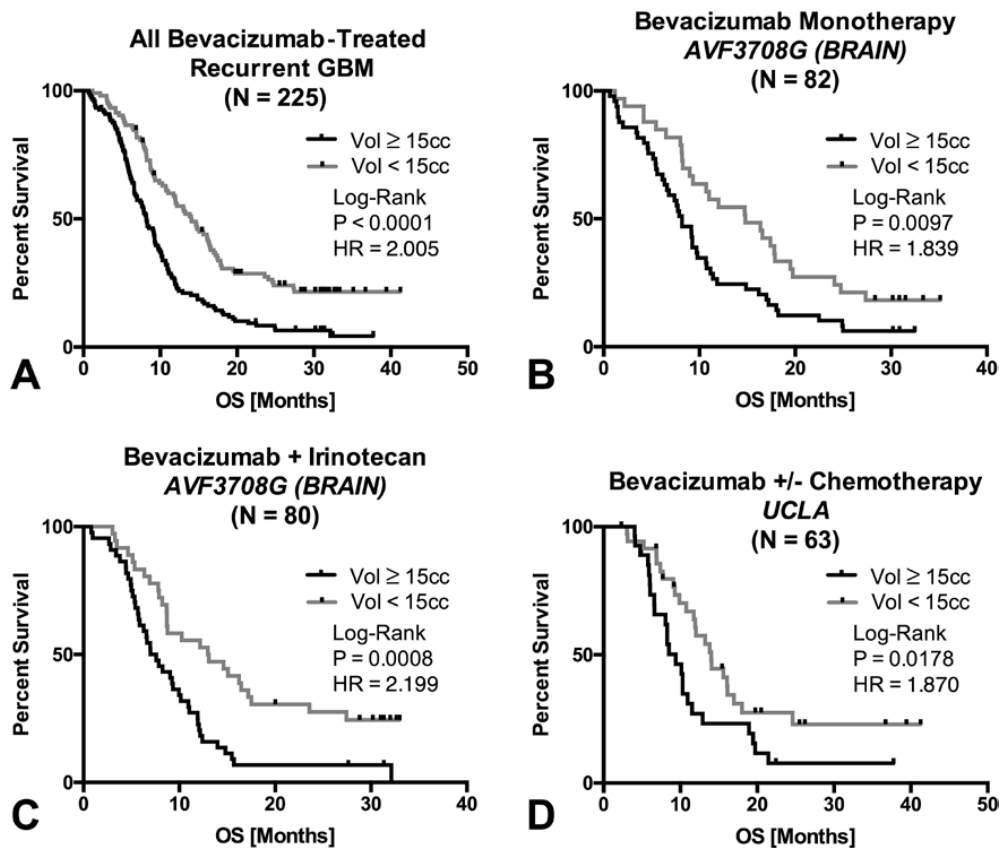 All Bevacizumab-Treated
Recurrent GBM
(N = 225)
Vol ≥ 15cc
Vol < 15cc
Log-Rank
P < 0.0001
HR = 2.005
Percent Survival
100
50
0
0 10 20 30 40 50
OS [Months]
A
Bevacizumab Monotherapy
AVF3708G (BRAIN)
(N = 82)
Vol ≥ 15cc
Vol < 15cc
Log-Rank
P = 0.0097
HR = 1.839
Percent Survival
100
50
0
0 10 20 30 40
OS [Months]
B
Bevacizumab + Irinotecan
AVF3708G (BRAIN)
(N = 80)
Vol ≥ 15cc
Vol < 15cc
Log-Rank
P = 0.0008
HR = 2.199
Percent Survival
100
50
0
0 10 20 30 40
OS [Months]
C
Bevacizumab +/- Chemotherapy
UCLA
(N = 63)
Vol ≥ 15cc
Vol < 15cc
Log-Rank
P = 0.0178
HR = 1.870
Percent Survival
100
50
0
0 10 20 30 40 50
OS [Months]
D